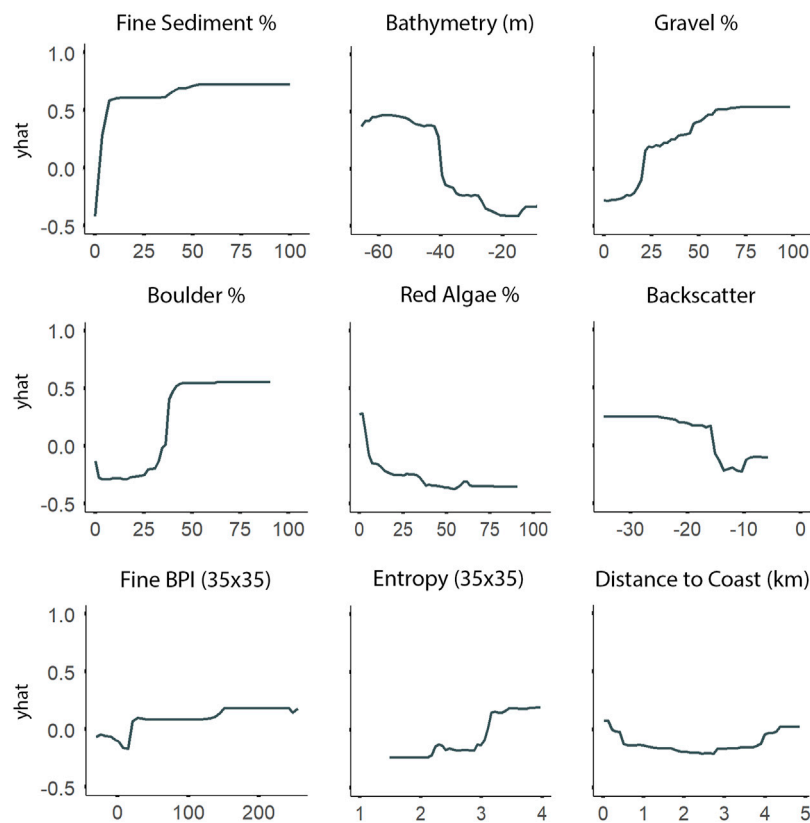 Fine Sediment %
Bathymetry (m)
Gravel %
1.0
0.5
0.0
-0.5
yhat
0 25 50 75 100
-60 -40 -20
0 25 50 75 100
Boulder %
Red Algae %
Backscatter
1.0
0.5
0.0
-0.5
yhat
0 25 50 75 100
0 25 50 75 100
-30 -20 -10 0
Fine BPI (35x35)
Entropy (35x35)
Distance to Coast (km)
1.0
0.5
0.0
-0.5
yhat
0 100 200
1 2 3 4
0 1 2 3 4 5